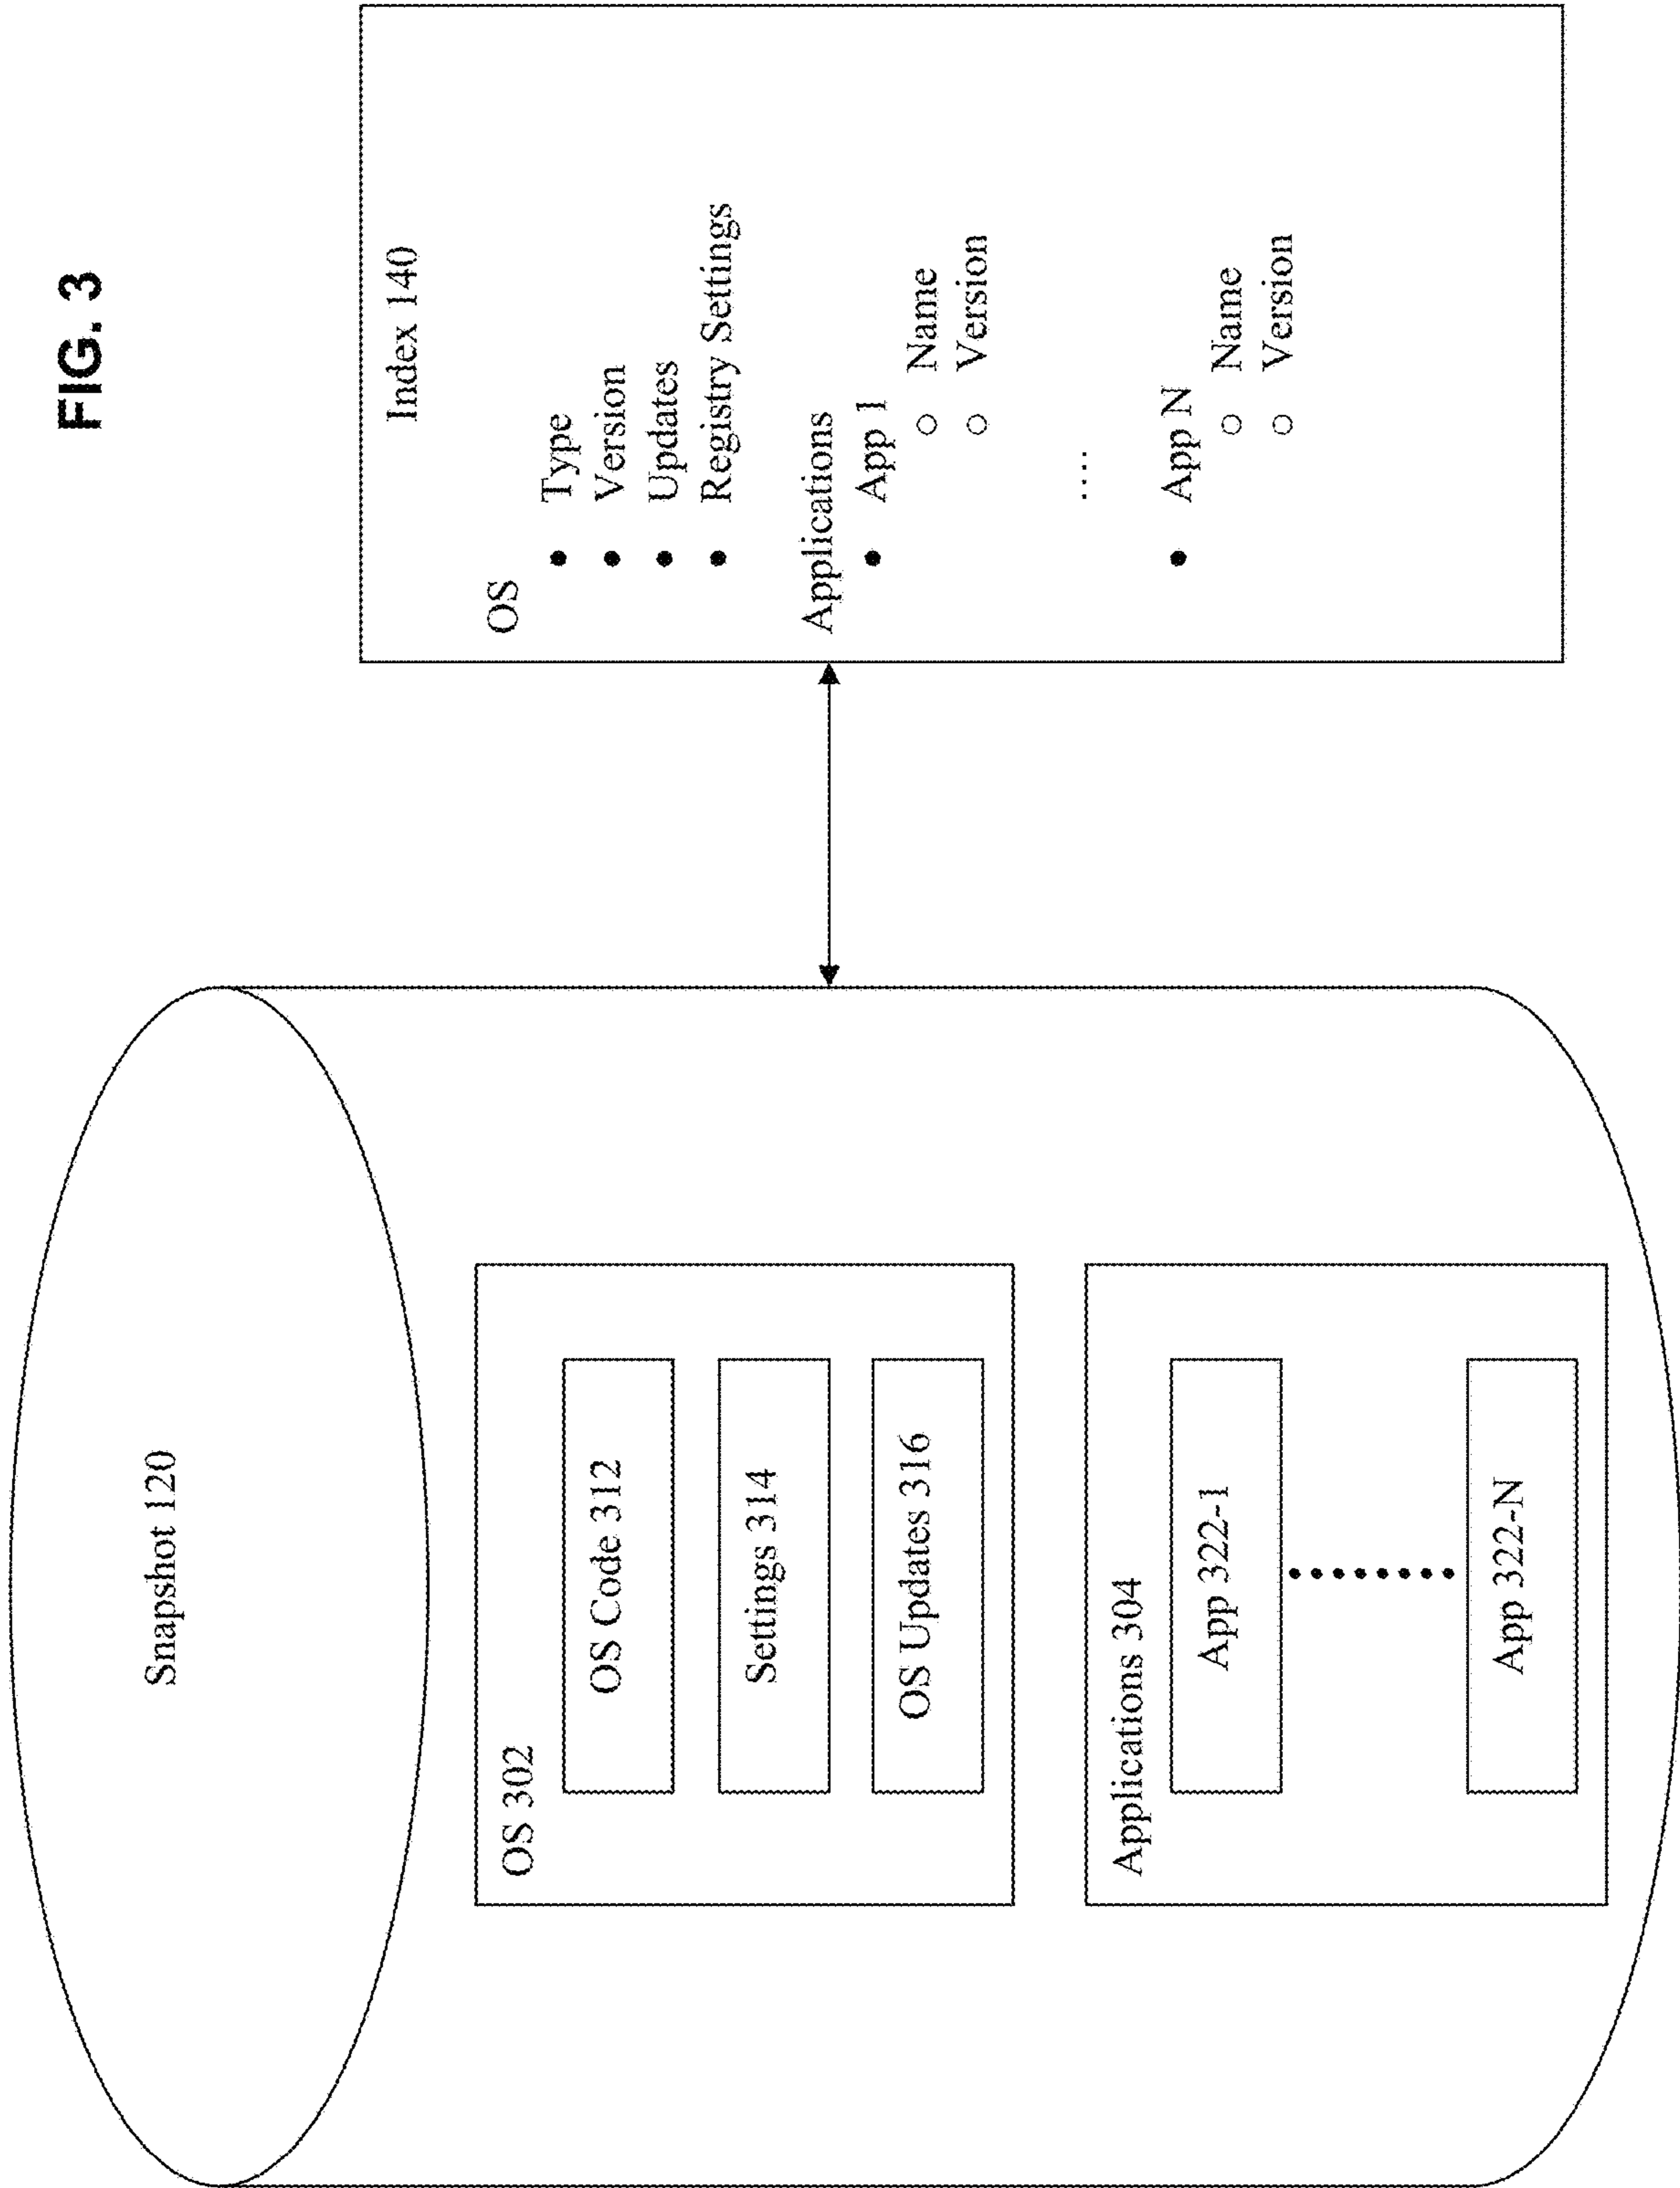 FIG. 3
Snapshot 120
OS 302
OS Code 312
Settings 314
OS Updates 316
Applications 304
App 322-1
App 322-N
Index 140
OS
• Type
• Version
• Updates
• Registry Settings
Applications
• App 1
○ Name
○ Version
....
• App N
○ Name
○ Version